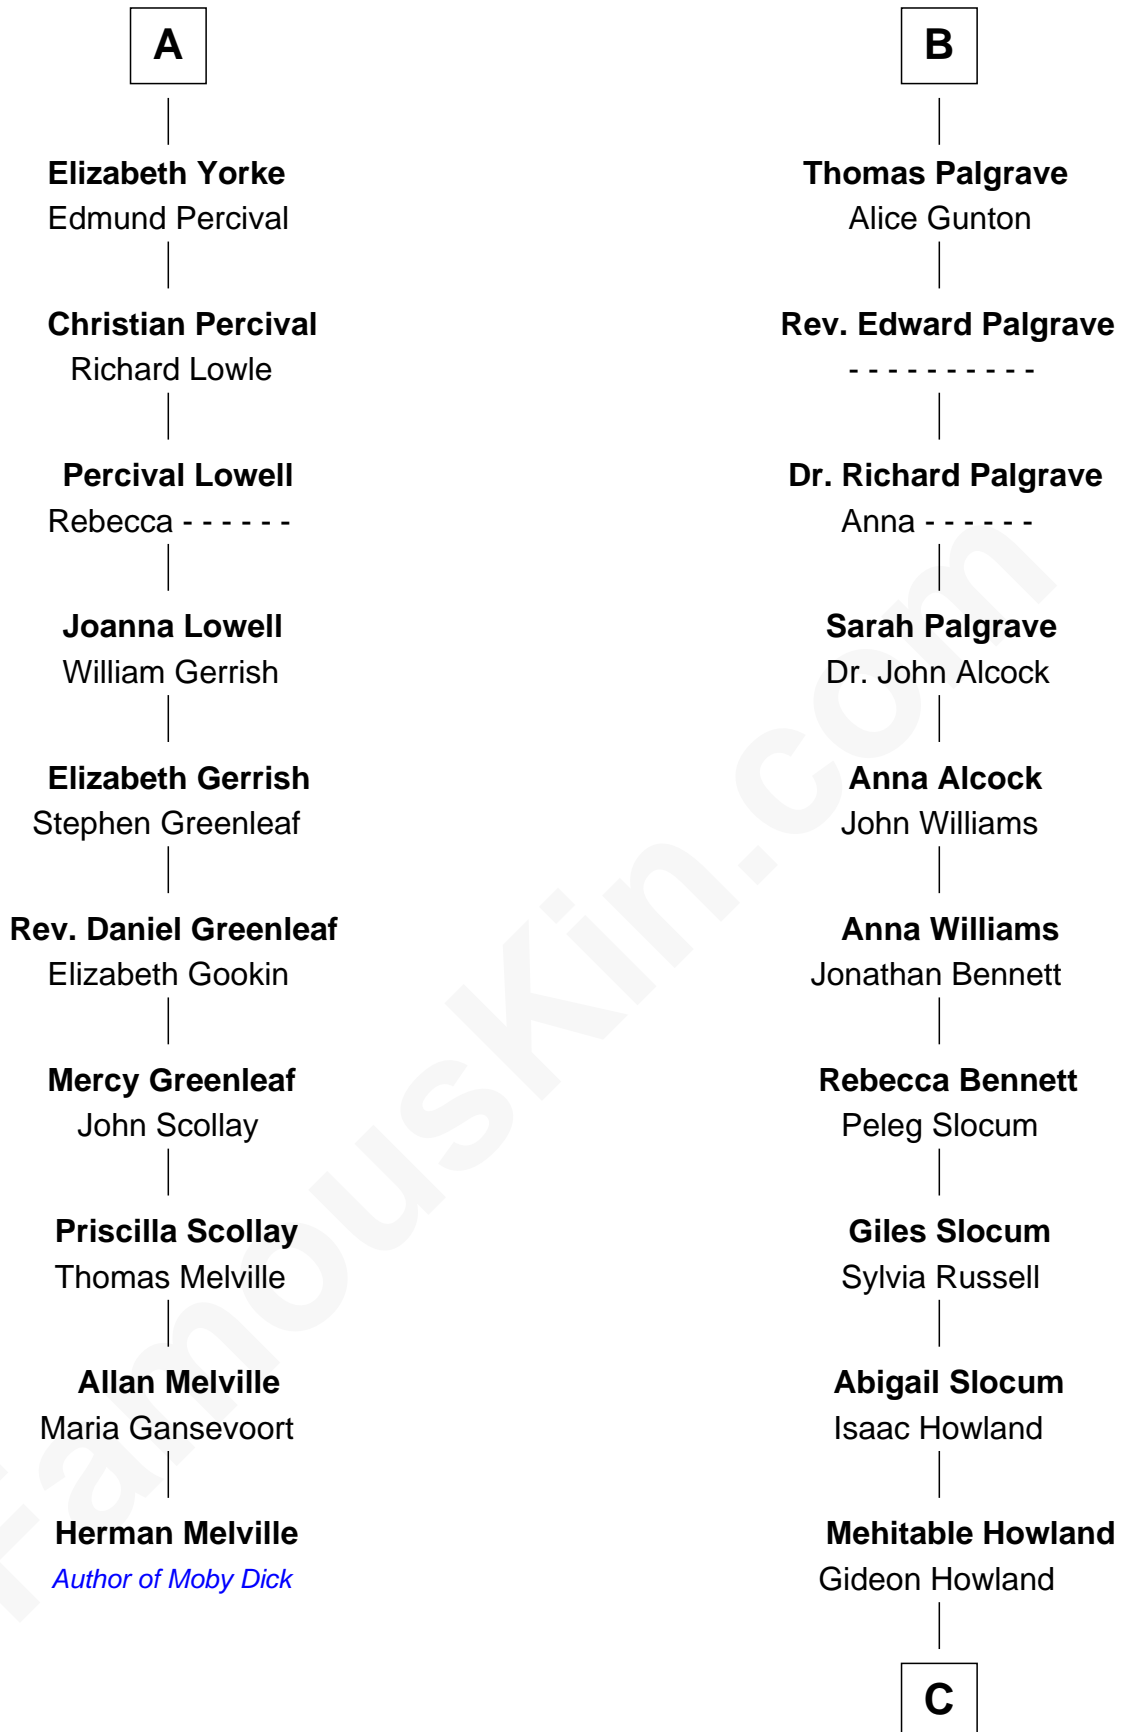 A
Elizabeth Yorke
Edmund Percival
Christian Percival
Richard Lowle
Percival Lowell
Rebecca - - - - - -
Joanna Lowell
William Gerrish
Elizabeth Gerrish
Stephen Greenleaf
Rev. Daniel Greenleaf
Elizabeth Gookin
Mercy Greenleaf
John Scollay
Priscilla Scollay
Thomas Melville
Allan Melville
Maria Gansevoort
Herman Melville
Author of Moby Dick
B
Thomas Palgrave
Alice Gunton
Rev. Edward Palgrave
- - - - - - - - - -
Dr. Richard Palgrave
Anna - - - - - -
Sarah Palgrave
Dr. John Alcock
Anna Alcock
John Williams
Anna Williams
Jonathan Bennett
Rebecca Bennett
Peleg Slocum
Giles Slocum
Sylvia Russell
Abigail Slocum
Isaac Howland
Mehitable Howland
Gideon Howland
C
FamousKin.com